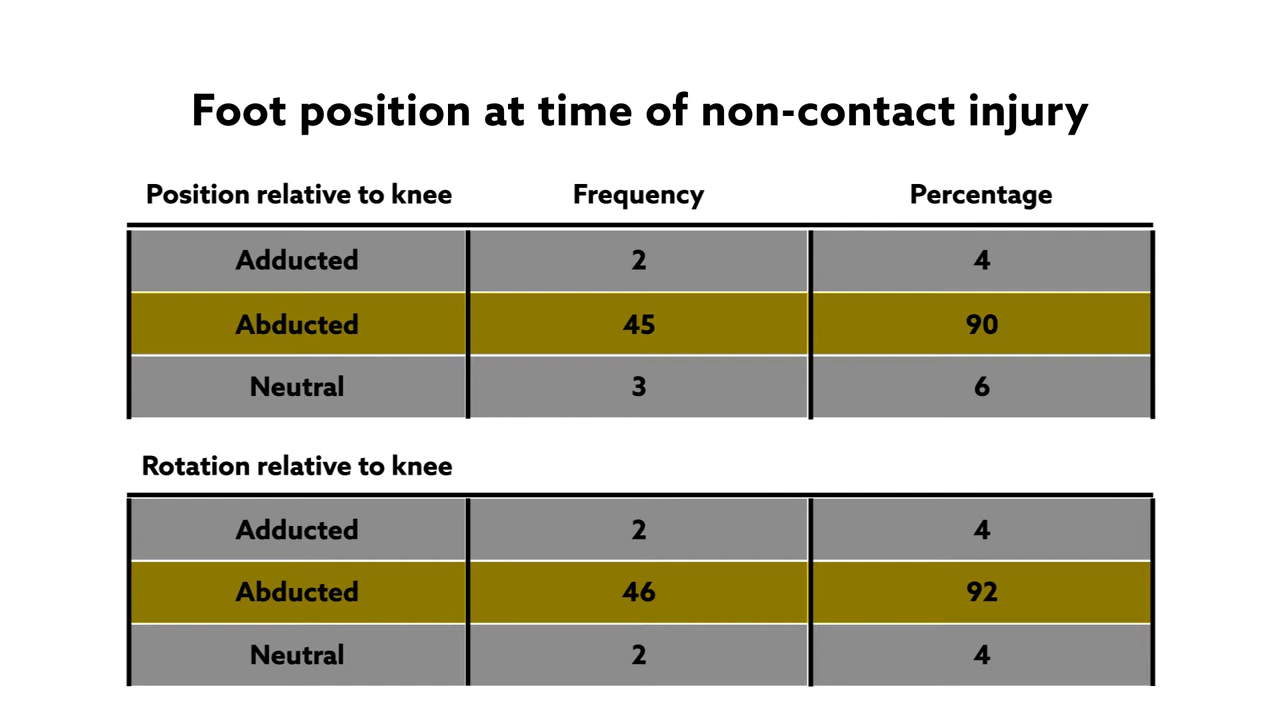 Foot position at time of non-contact injury
Position relative to knee Frequency Percentage
Adducted 2 4
Abducted 45 90
Neutral 3 6
Rotation relative to knee
Adducted 2 4
Abducted 46 92
Neutral 2 4